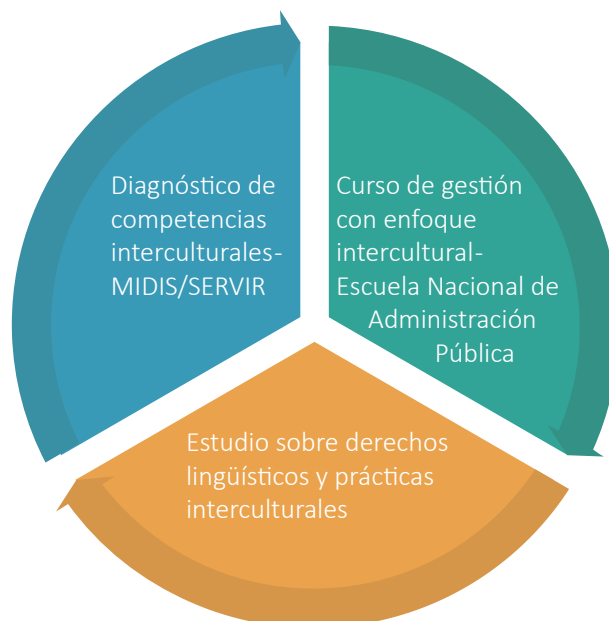 Diagnóstico de
competencias
interculturales-
MIDIS/SERVIR
Curso de gestión
con enfoque
intercultural-
Escuela Nacional de
Administración
Pública
Estudio sobre derechos
lingüísticos y prácticas
interculturales